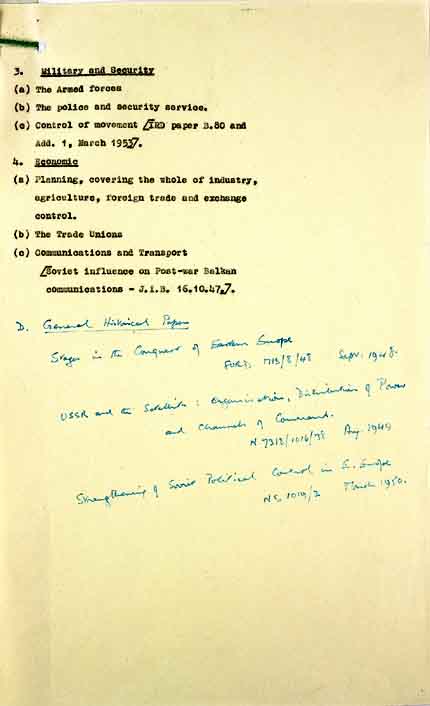 3. Military and Security
(a) The Armed forces
(b) The police and security service.
(c) Control of movement [IRD paper B.80 and
Add. 1, March 1953].
4. Economic
(a) Planning, covering the whole of industry,
agriculture, foreign trade and exchange
control.
(b) The Trade Unions
(c) Communications and Transport
[Soviet influence on Post-war Balkan
communications - J.I.B. 16.10.47.].
D. General Historical Papers
Stages in the Conquest of Eastern Europe
713/8/48 Sept. 1948.
USSR and the Satellites : Organisation, Distribution of Power
and Channels of Command.
N 7318/1016/38 Aug. 1949
Strengthening of Soviet Political Control in E. Europe
NS 1019/2 March 1950.